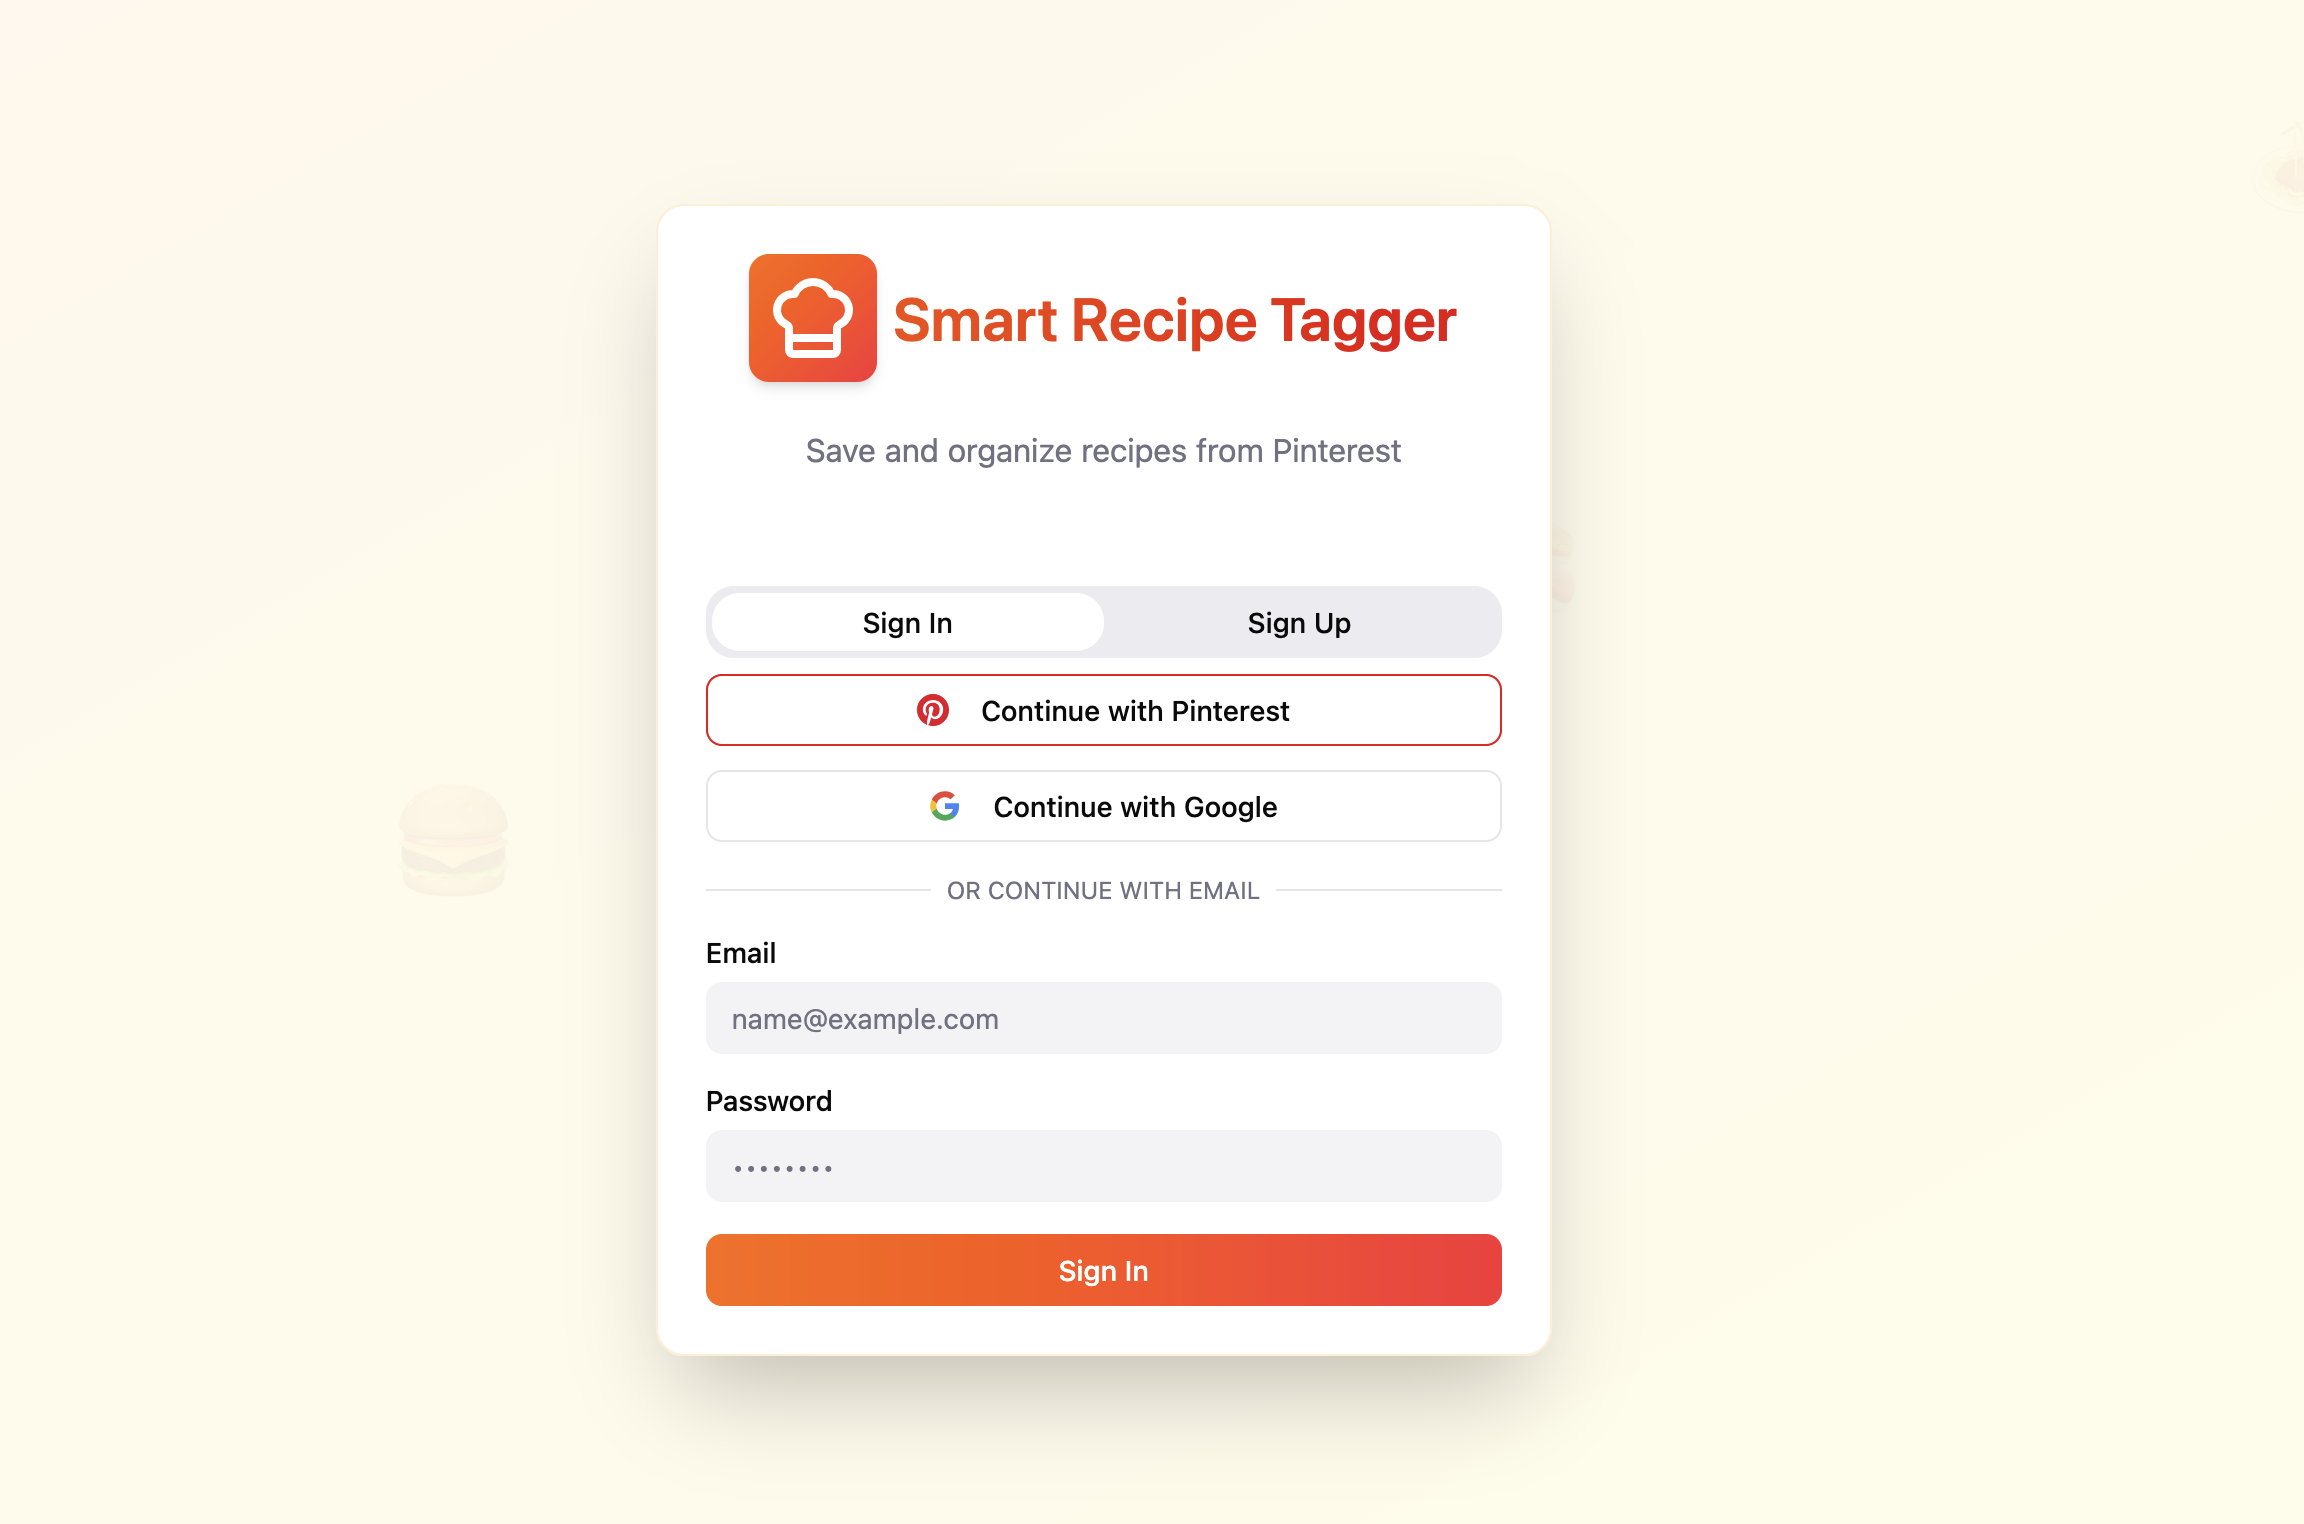 Smart Recipe Tagger
Save and organize recipes from Pinterest
Sign In
Sign Up
Continue with Pinterest
Continue with Google
OR CONTINUE WITH EMAIL
Email
name@example.com
Password
••••••••
Sign In